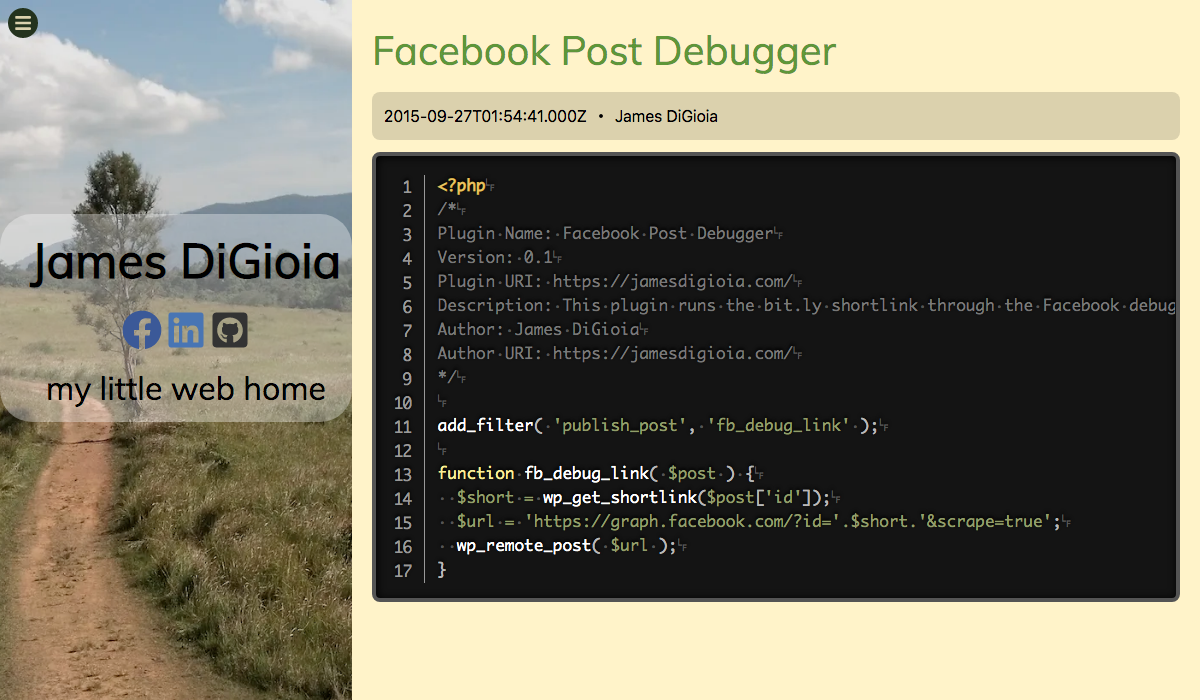 James DiGioia
my little web home
Facebook Post Debugger
2015-09-27T01:54:41.000Z • James DiGioia
1 <?php
2 /*
3 Plugin Name: Facebook Post Debugger
4 Version: 0.1
5 Plugin URI: https://jamesdigioia.com/
6 Description: This plugin runs the bit.ly shortlink through the Facebook debug
7 Author: James DiGioia
8 Author URI: https://jamesdigioia.com/
9 */
10
11 add_filter( 'publish_post', 'fb_debug_link' );
12
13 function fb_debug_link( $post ) {
14   $short = wp_get_shortlink($post['id']);
15   $url = 'https://graph.facebook.com/?id='.$short.'&scrape=true';
16   wp_remote_post( $url );
17 }